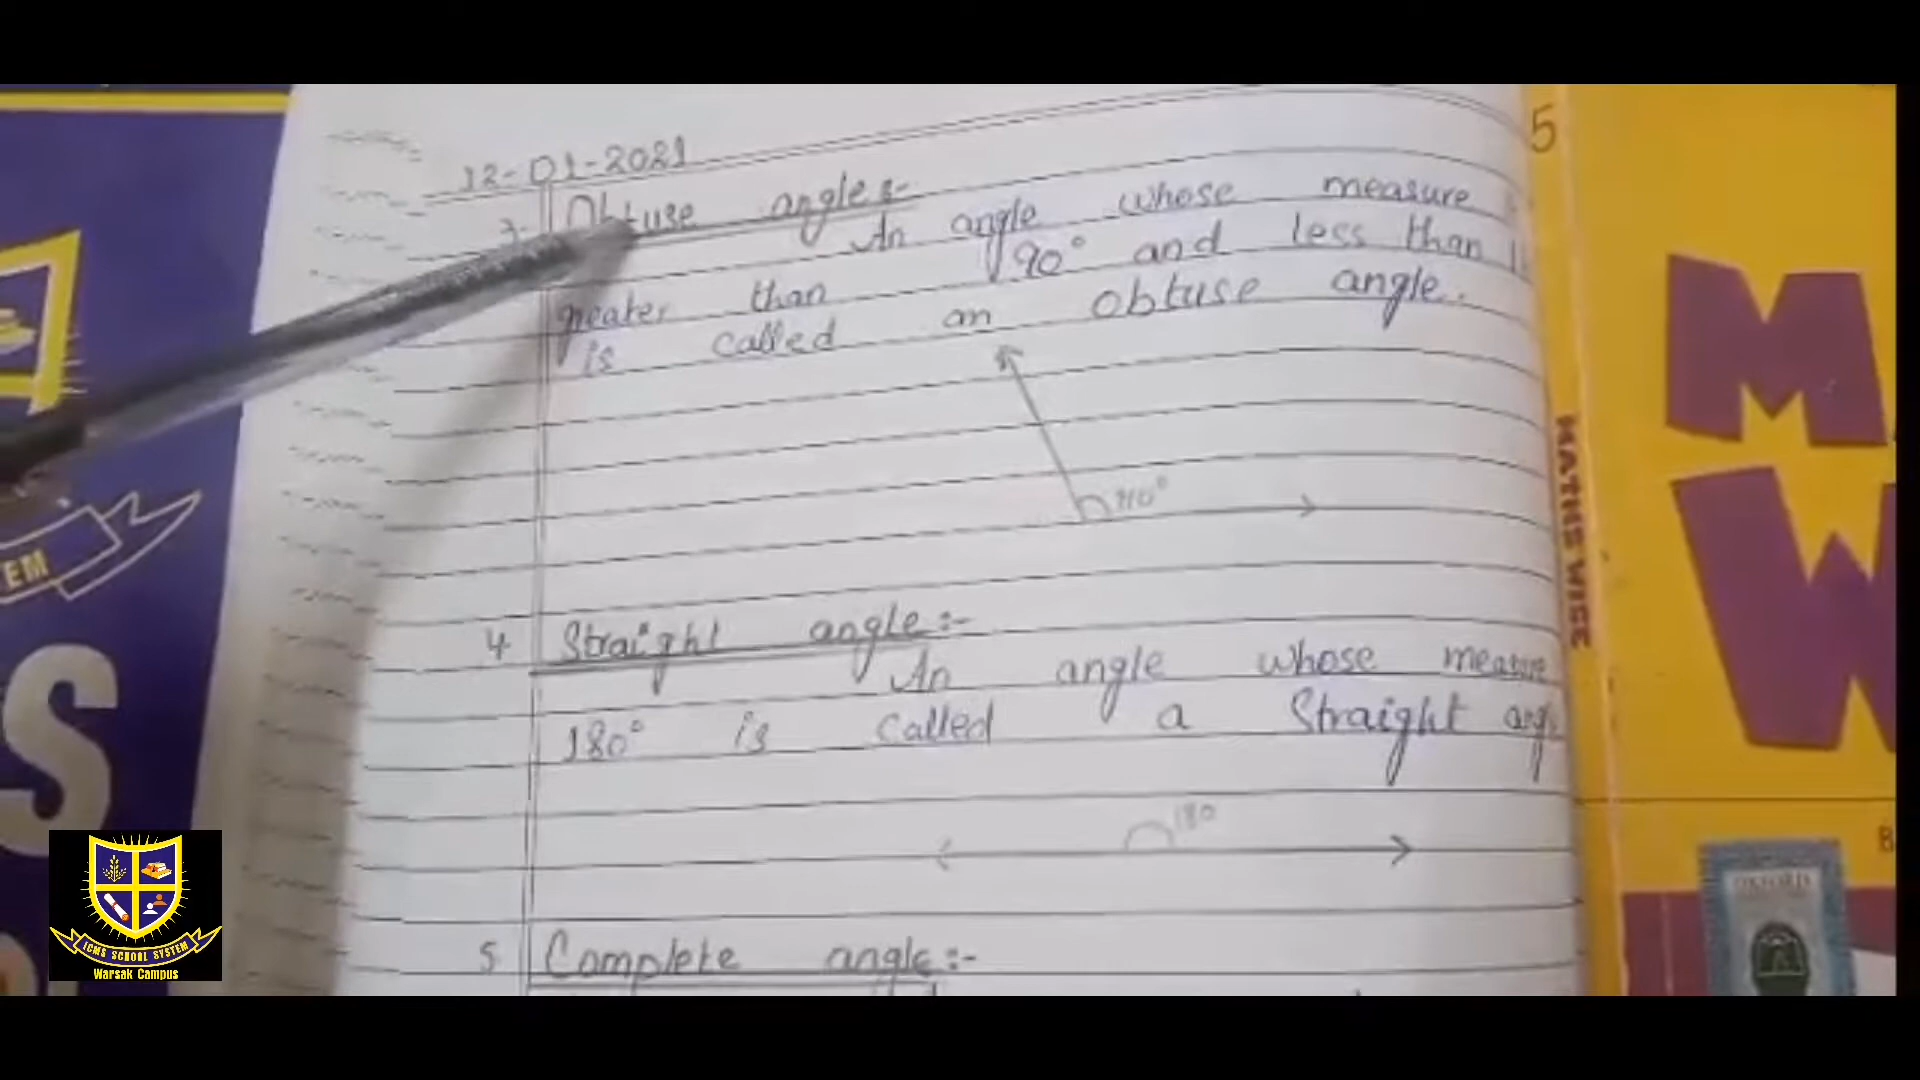 12-01-2021
Obtuse angle:-
An angle whose measure
greater than 90° and less than
is called an obtuse angle.
110°
4 Straight angle:-
An angle whose measure
180° is called a Straight angle
180
5 Complete angle:-
5
MATHS WISE
M
W
OXFORD
EM
S
ICMS SCHOOL SYSTEM
Warsak Campus